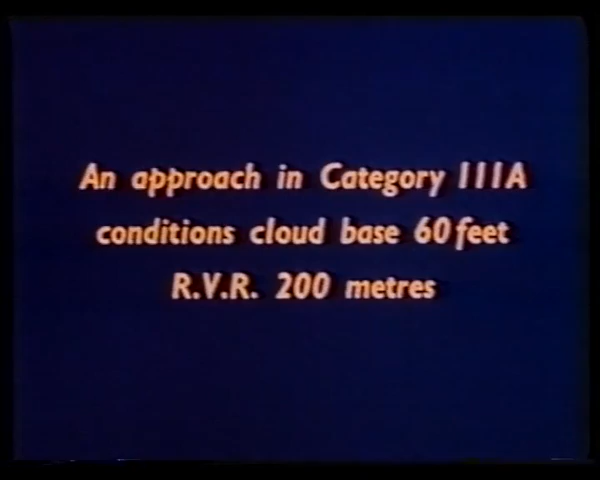 An approach in Category IIIA
conditions cloud base 60 feet
R.V.R. 200 metres